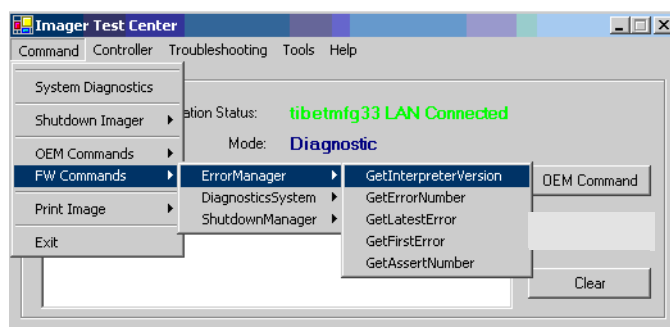 Imager Test Center
Command Controller Troubleshooting Tools Help
System Diagnostics
Shutdown Imager
OEM Commands
FW Commands
Print Image
Exit
ation Status: tibetmfg33 LAN Connected
Mode: Diagnostic
ErrorManager
DiagnosticsSystem
ShutdownManager
GetInterpreterVersion
GetErrorNumber
GetLatestError
GetFirstError
GetAssertNumber
OEM Command
Clear